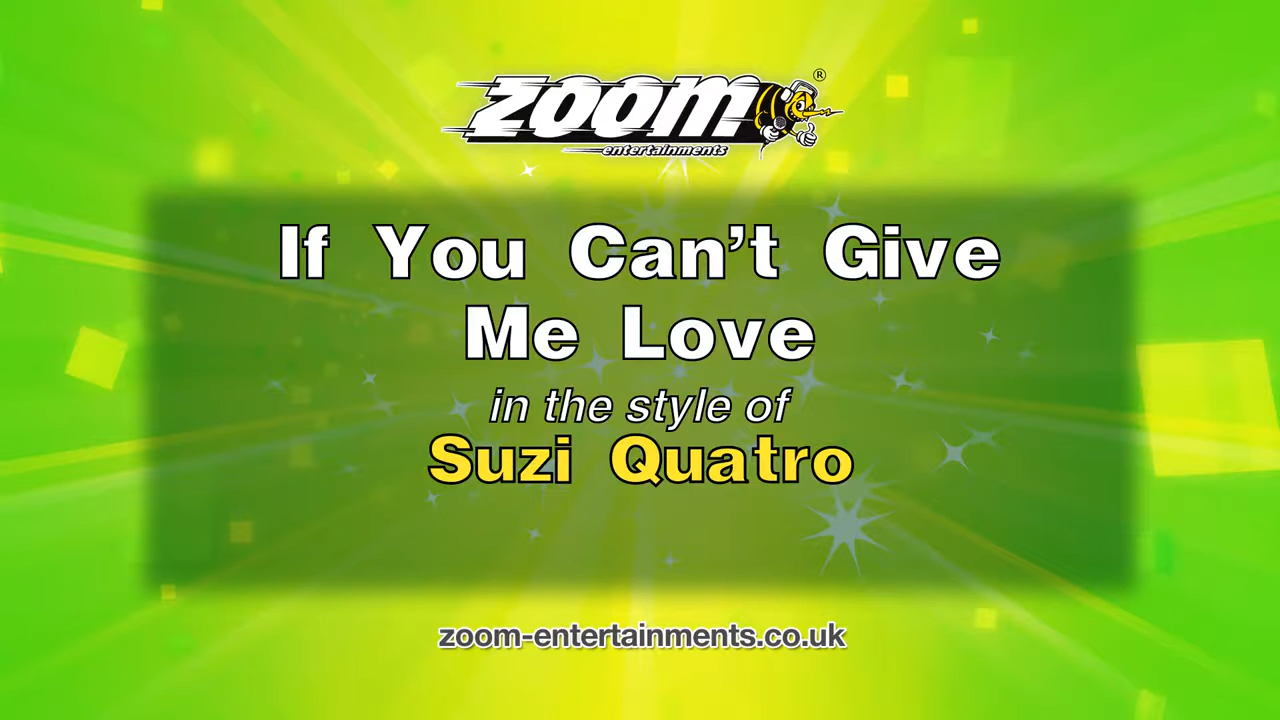 zoom®
entertainments
If You Can’t Give
Me Love
in the style of
Suzi Quatro
zoom-entertainments.co.uk